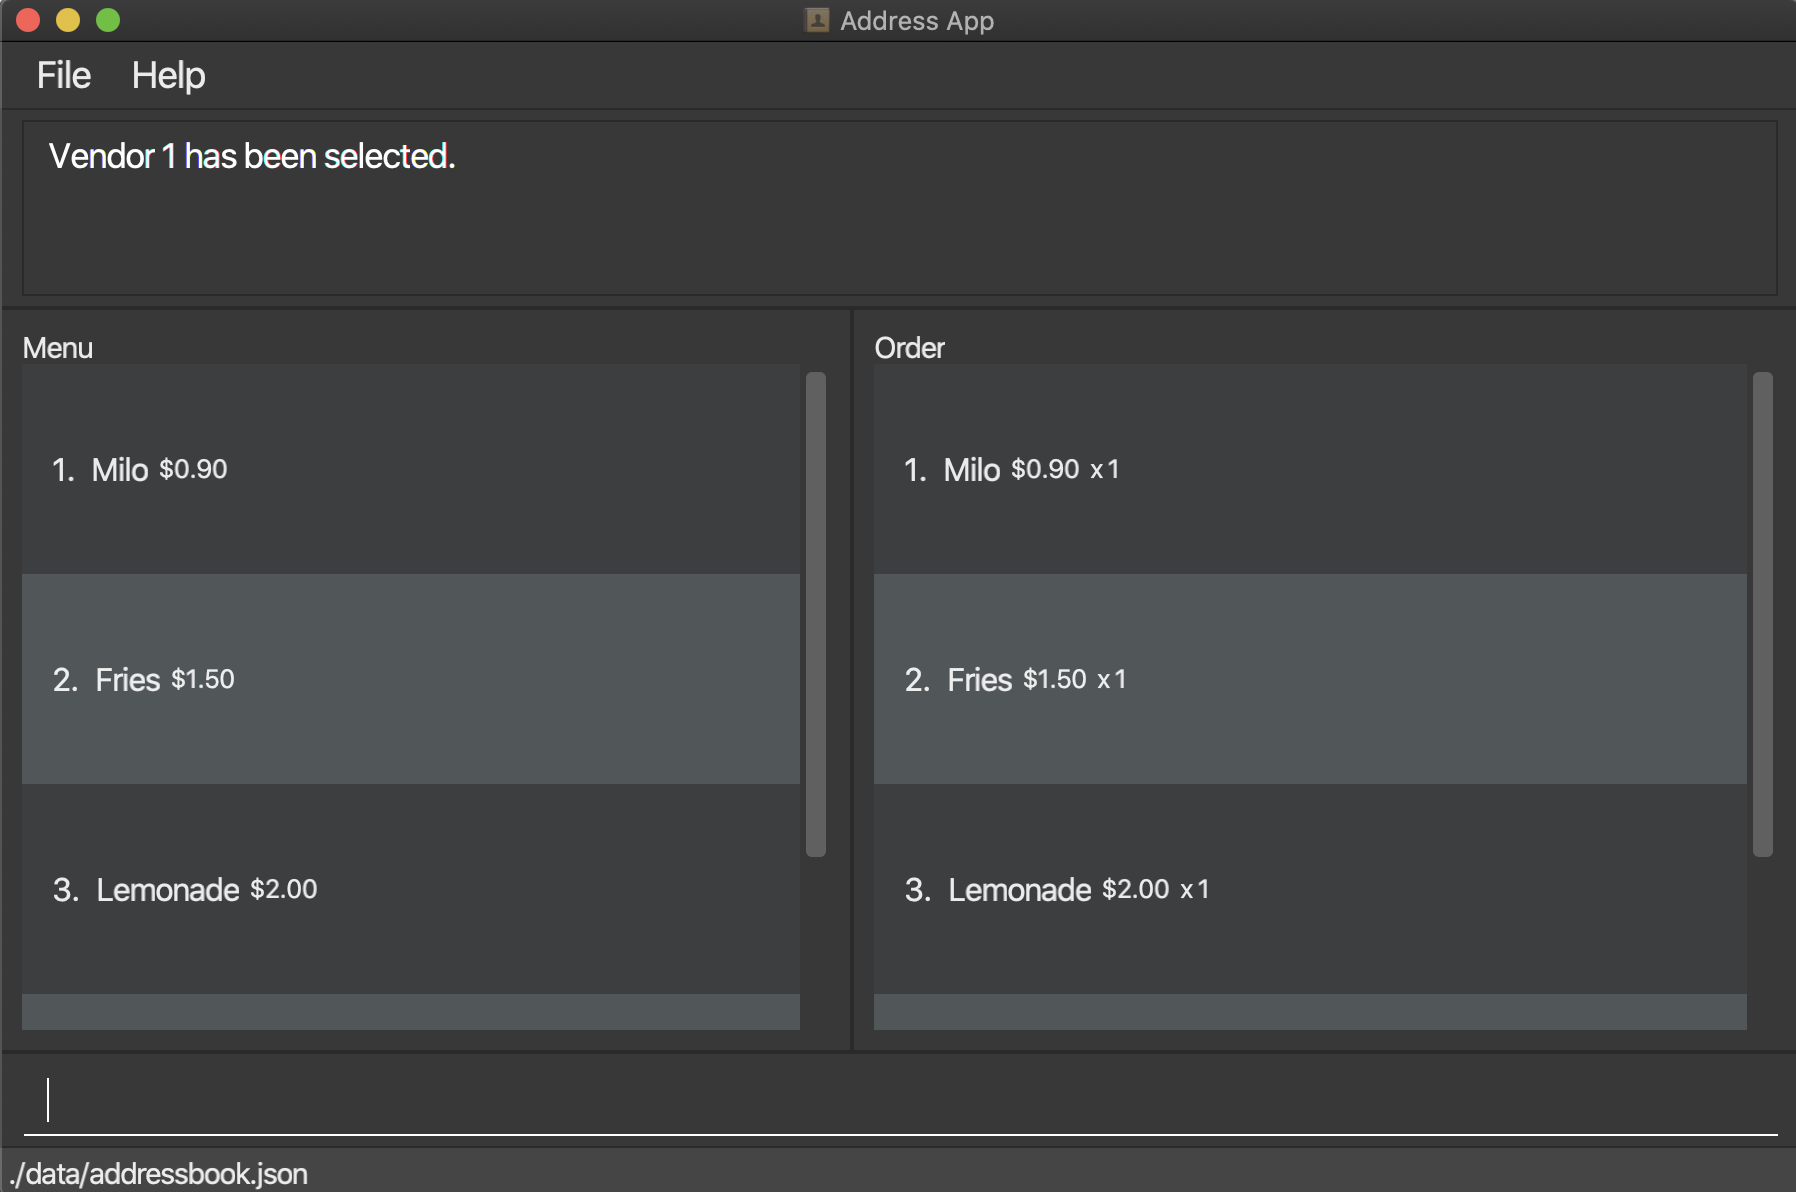 Address App
File Help
Vendor 1 has been selected.
Menu
1. Milo $0.90
2. Fries $1.50
3. Lemonade $2.00
Order
1. Milo $0.90 x 1
2. Fries $1.50 x 1
3. Lemonade $2.00 x 1
./data/addressbook.json